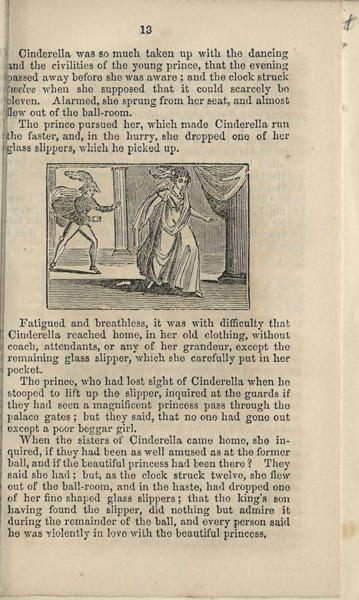 13
Cinderella was so much taken up with the dancing
and the civilities of the young prince, that the evening
passed away before she was aware; and the clock struck
twelve when she supposed that it could scarcely be
eleven. Alarmed, she sprung from her seat, and almost
flew out of the ball-room.
The prince pursued her, which made Cinderella run
the faster, and, in the hurry, she dropped one of her
glass slippers, which he picked up.
Fatigued and breathless, it was with difficulty that
Cinderella reached home, in her old clothing, without
coach, attendants, or any of her grandeur, except the
remaining glass slipper, which she carefully put in her
pocket.
The prince, who had lost sight of Cinderella when he
stooped to lift up the slipper, inquired at the guards if
they had seen a magnificent princess pass through the
palace gates; but they said, that no one had gone out
except a poor beggar girl.
When the sisters of Cinderella came home, she in-
quired, if they had been as well amused as at the former
ball, and if the beautiful princess had been there? They
said she had; but, as the clock struck twelve, she flew
out of the ball-room, and in the haste, had dropped one
of her fine shaped glass slippers; that the king's son
having found the slipper, did nothing but admire it
during the remainder of the ball, and every person said
he was violently in love with the beautiful princess.